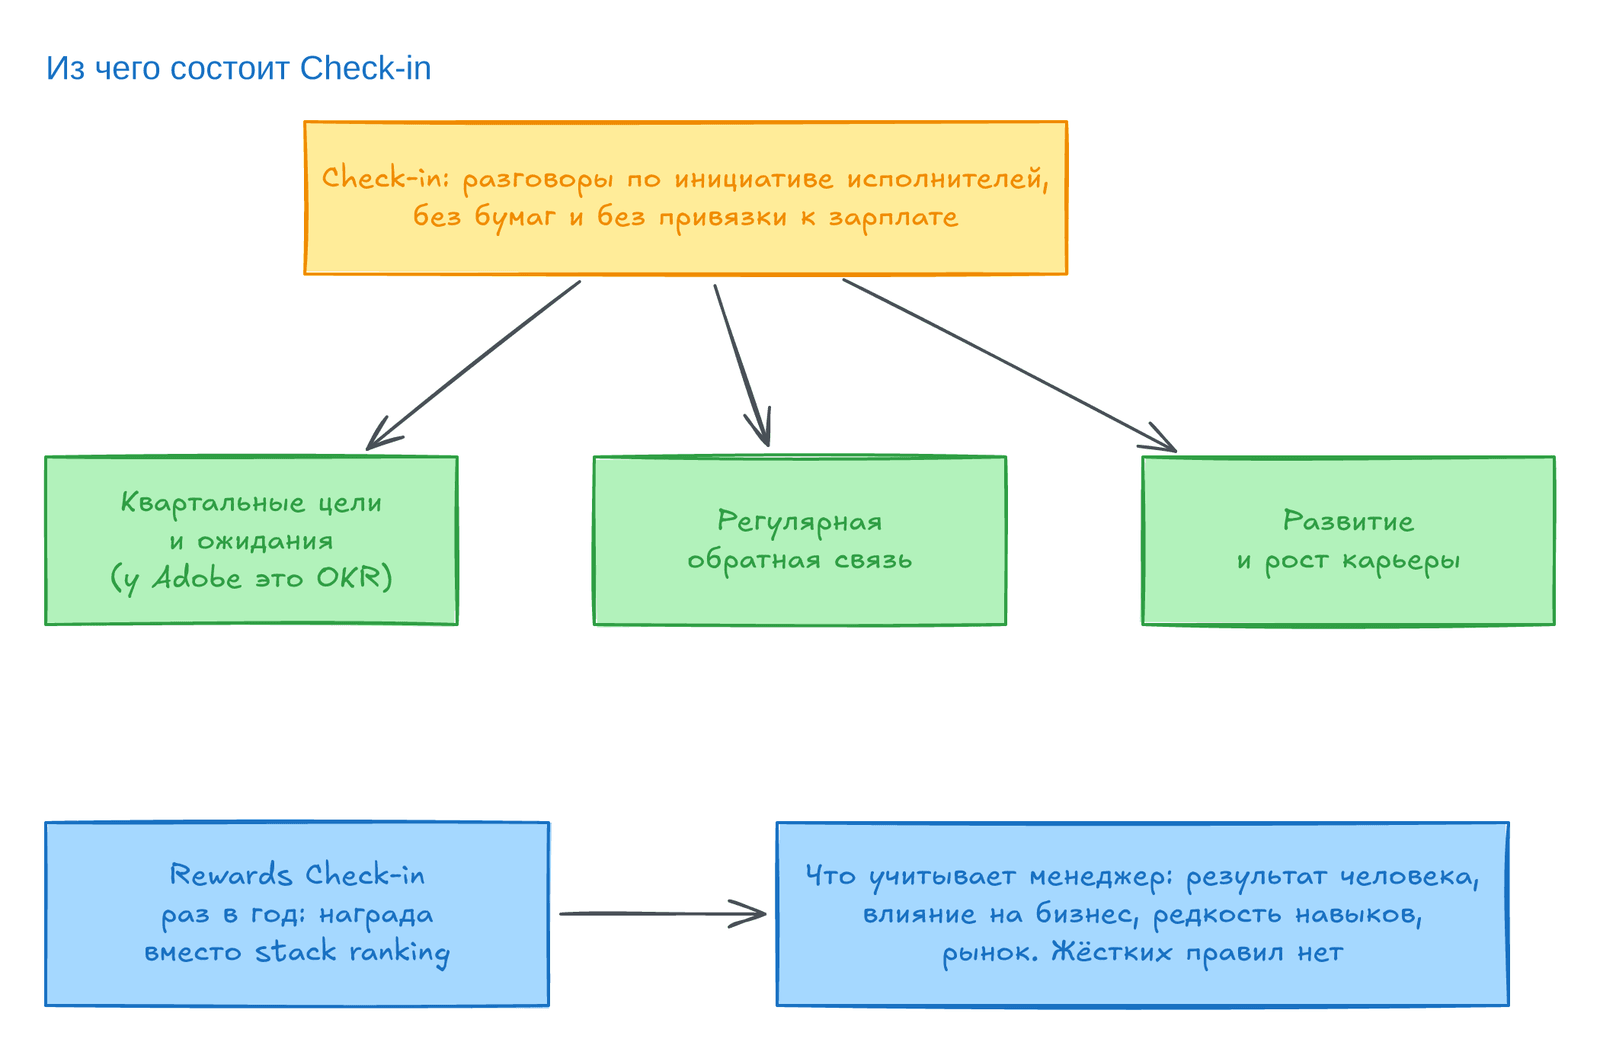 Из чего состоит Check-in
Check-in: разговоры по инициативе исполнителей,
без бумаг и без привязки к зарплате
Квартальные цели
и ожидания
(у Adobe это OKR)
Регулярная
обратная связь
Развитие
и рост карьеры
Rewards Check-in
раз в год: награда
вместо stack ranking
Что учитывает менеджер: результат человека,
влияние на бизнес, редкость навыков,
рынок. Жёстких правил нет